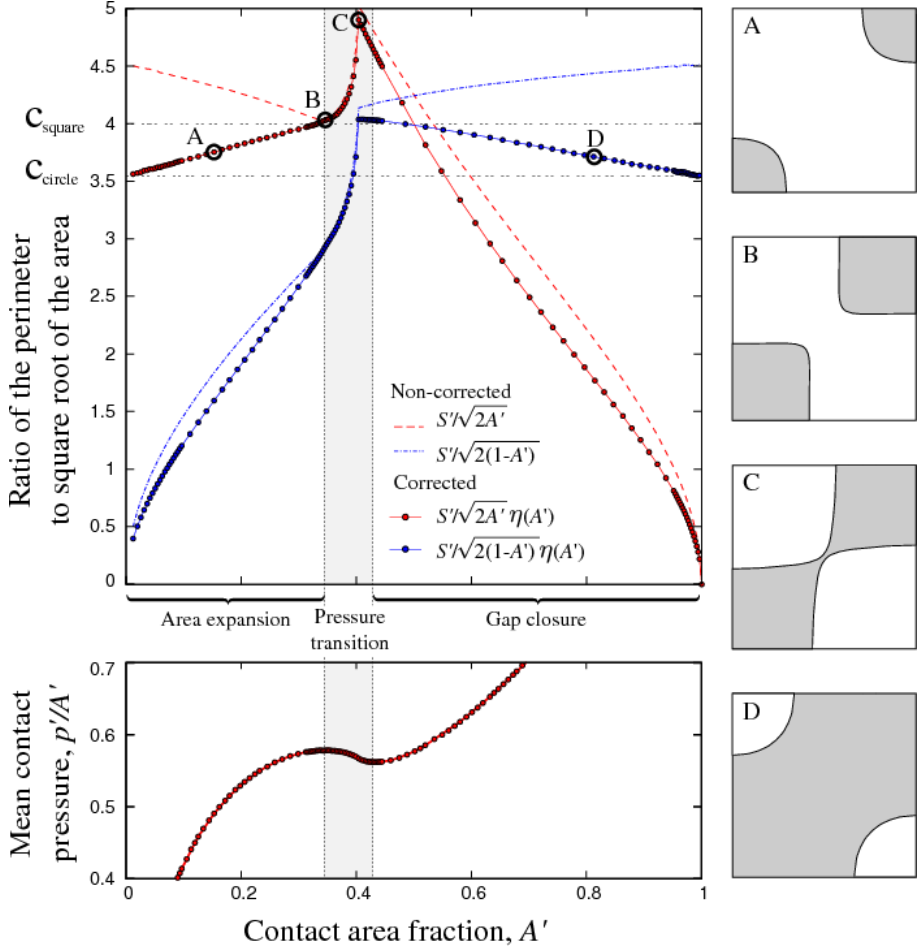 Ratio of the perimeter
to square root of the area
5
4.5
4
3.5
3
2.5
2
1.5
1
0.5
0
c_square
c_circle
A
B
C
D
Non-corrected
S′/√2A′
S′/√2(1-A′)
Corrected
S′/√2A′ η(A′)
S′/√2(1-A′) η(A′)
Area expansion
Pressure
transition
Gap closure
Mean contact
pressure, p′/A′
0.7
0.6
0.5
0.4
0
0.2
0.4
0.6
0.8
1
Contact area fraction, A′
A
B
C
D